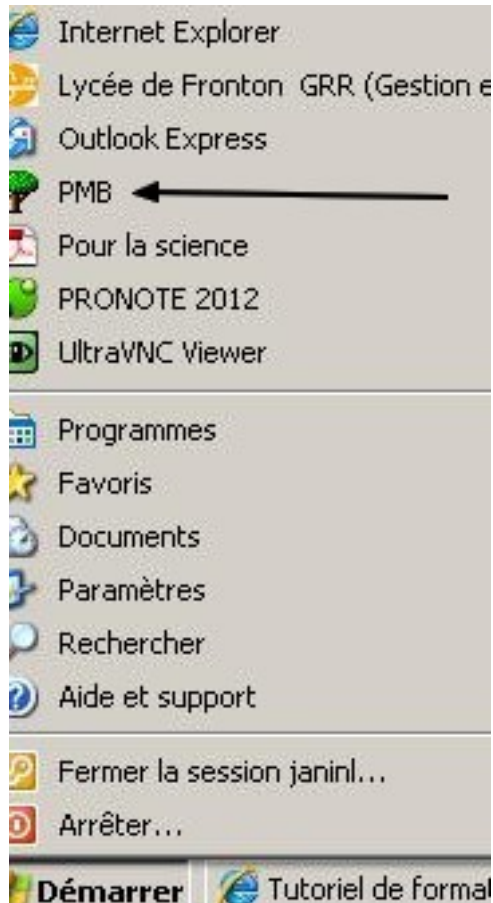 Internet Explorer
Lycée de Fronton GRR (Gestion e
Outlook Express
PMB
Pour la science
PRONOTE 2012
UltraVNC Viewer
Programmes
Favoris
Documents
Paramètres
Rechercher
Aide et support
Fermer la session janinl...
Arrêter...
Démarrer Tutoriel de format